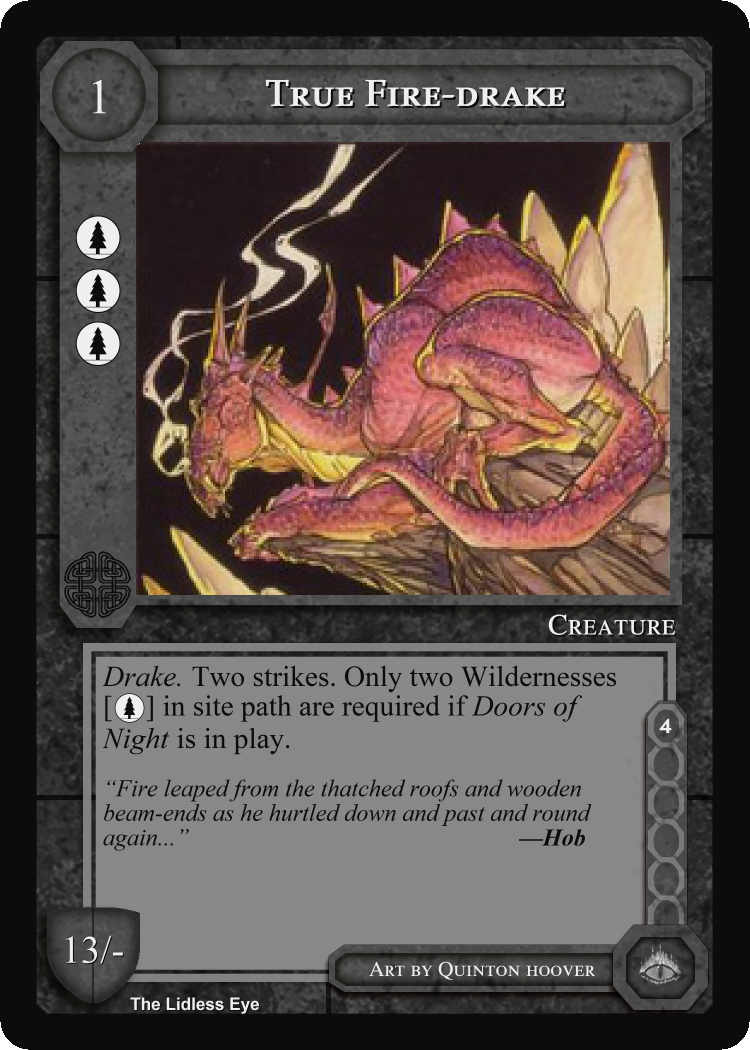 1
TRUE FIRE-DRAKE
CREATURE
Drake. Two strikes. Only two Wildernesses
[ ] in site path are required if Doors of
Night is in play.
4
“Fire leaped from the thatched roofs and wooden
beam-ends as he hurtled down and past and round
again...” —Hob
13/-
ART BY QUINTON HOOVER
The Lidless Eye